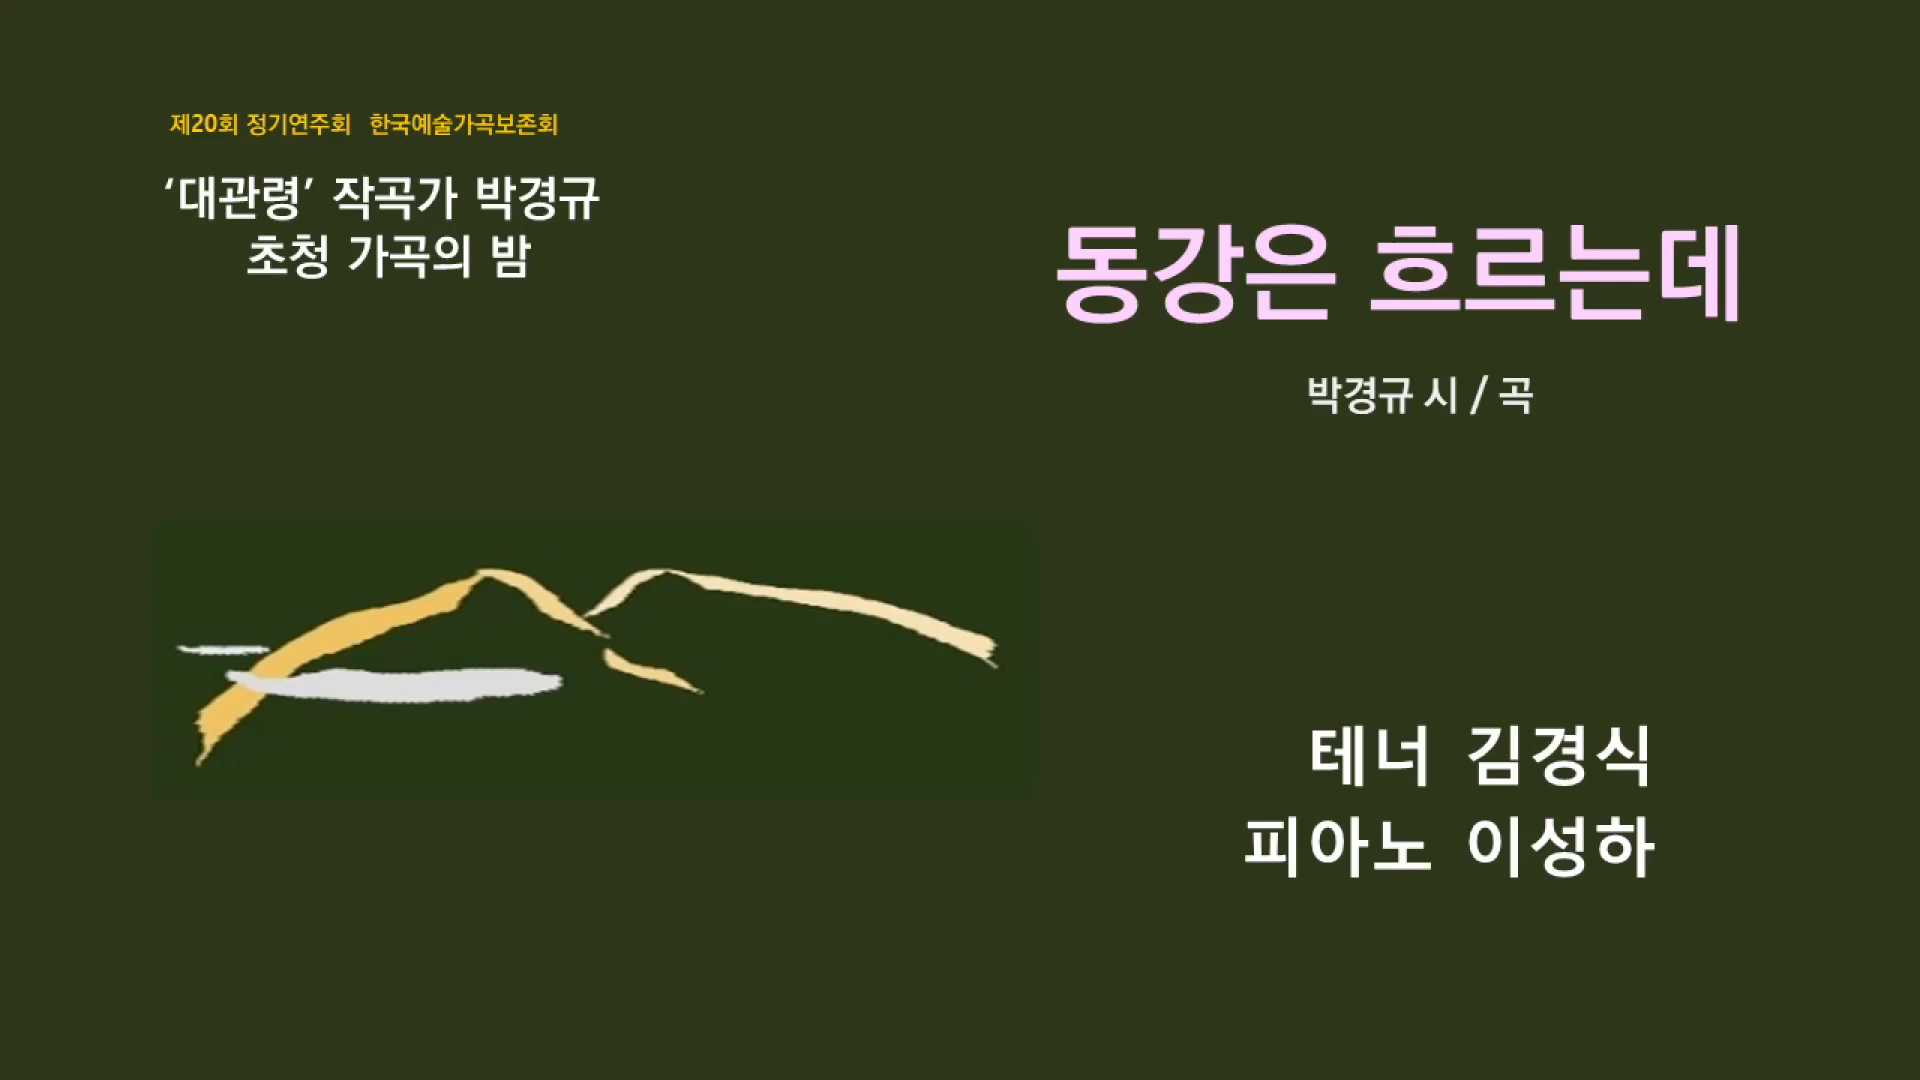 제20회 정기연주회 한국예술가곡보존회
‘대관령’ 작곡가 박경규
초청 가곡의 밤
동강은 흐르는데
박경규 시 / 곡
테너 김경식
피아노 이성하